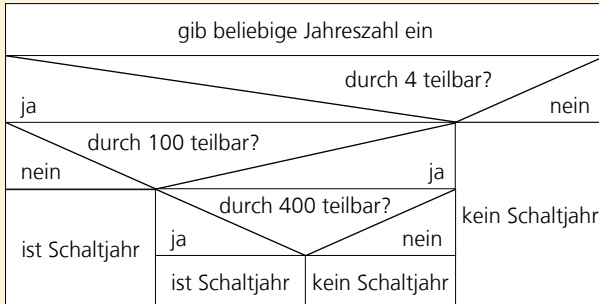 gib beliebige Jahreszahl ein
durch 4 teilbar?
ja
nein
durch 100 teilbar?
nein
ja
durch 400 teilbar?
kein Schaltjahr
ist Schaltjahr
ja
nein
ist Schaltjahr
kein Schaltjahr